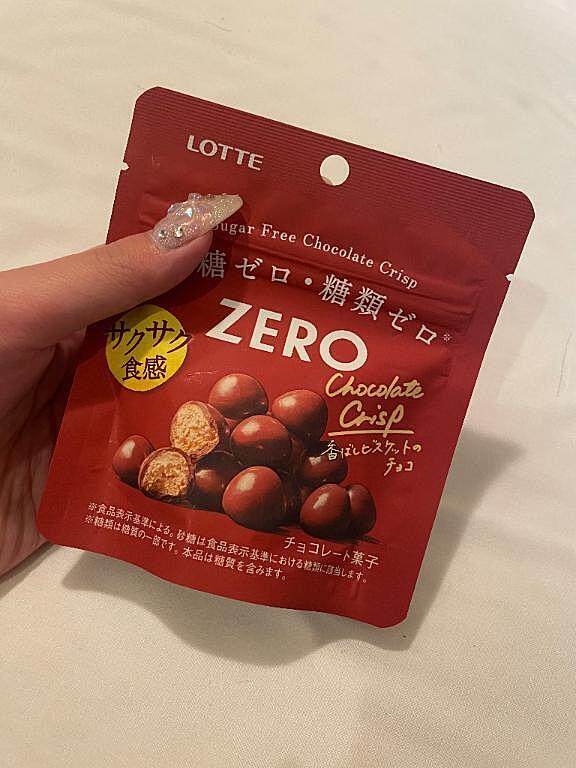 LOTTE
Sugar Free Chocolate Crisp
糖ゼロ・糖類ゼロ※
ZERO
サクサク
食感
Chocolate
Crisp
香ばしビスケットの
チョコ
チョコレート菓子
※食品表示基準による。砂糖は食品表示基準における糖類に該当します。
※糖類は糖質の一部です。本品は糖質を含みます。